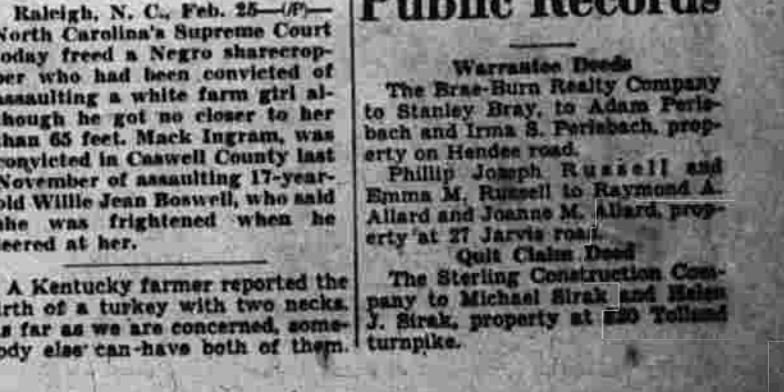 Raleigh, N. C., Feb. 25—(AP)—
North Carolina's Supreme Court
today freed a Negro sharecrop-
per who had been convicted of
assaulting a white farm girl al-
though he got no closer to her
than 65 feet. Mack Ingram, was
convicted in Caswell County last
November of assaulting 17-year-
old Willie Jean Boswell, who said
she was frightened when he
leered at her.
A Kentucky farmer reported the
birth of a turkey with two necks.
As far as we are concerned, some-
body else can have both of them.
Public Records
Warrantee Deeds
The Brae-Burn Realty Company
to Stanley Bray, to Adam Perls-
bach and Irma S. Perlsbach, prop-
erty on Hendee road.
Phillip Joseph Russell and
Emma M. Russell to Raymond A.
Allard and Joanne M. Allard, prop-
erty at 27 Jarvis road.
Quit Claim Deed
The Sterling Construction Com-
pany to Michael Sirak and Helen
J. Sirak, property at Tolland
turnpike.